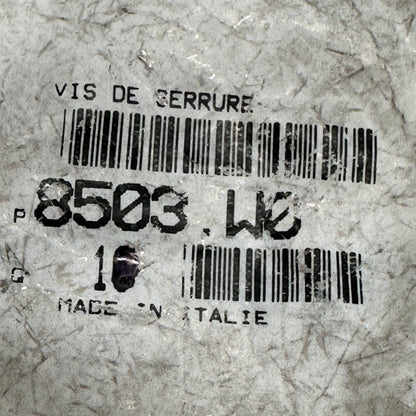 VIS DE SERRURE
P 8503.W0
Q 10
MADE IN ITALIE